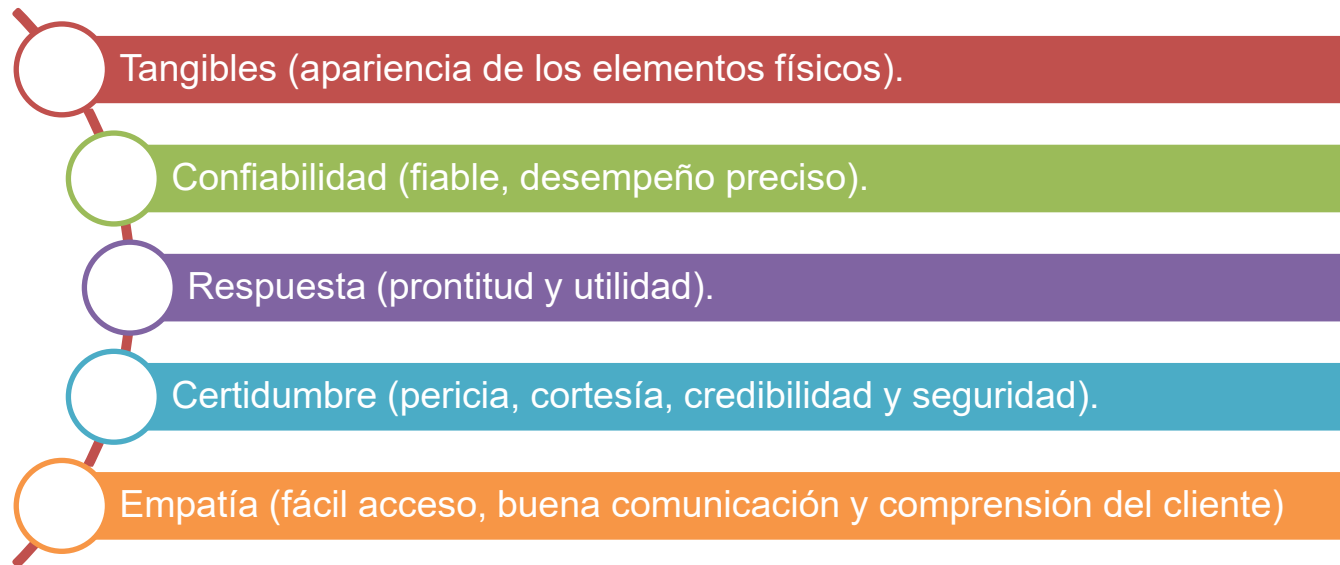 Tangibles (apariencia de los elementos físicos).
Confiabilidad (fiable, desempeño preciso).
Respuesta (prontitud y utilidad).
Certidumbre (pericia, cortesía, credibilidad y seguridad).
Empatía (fácil acceso, buena comunicación y comprensión del cliente)